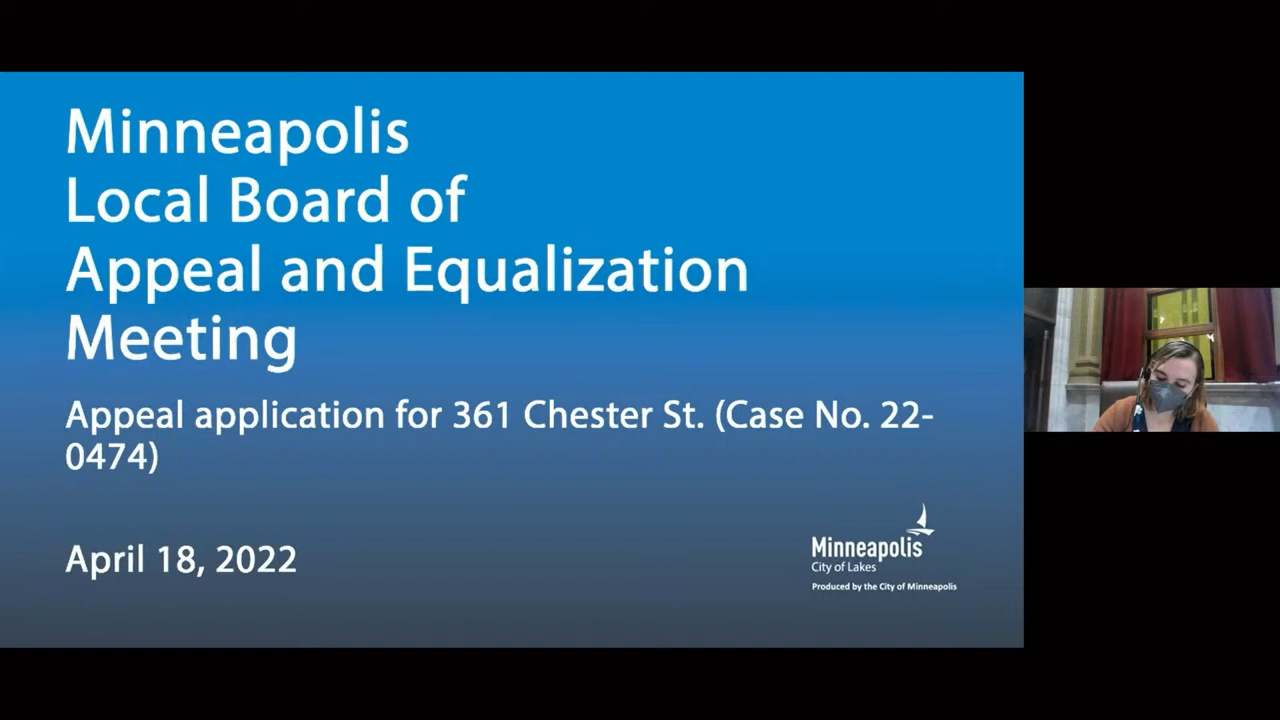 Minneapolis
Local Board of
Appeal and Equalization
Meeting
Appeal application for 361 Chester St. (Case No. 22-
0474)
April 18, 2022
Minneapolis
City of Lakes
Produced by the City of Minneapolis